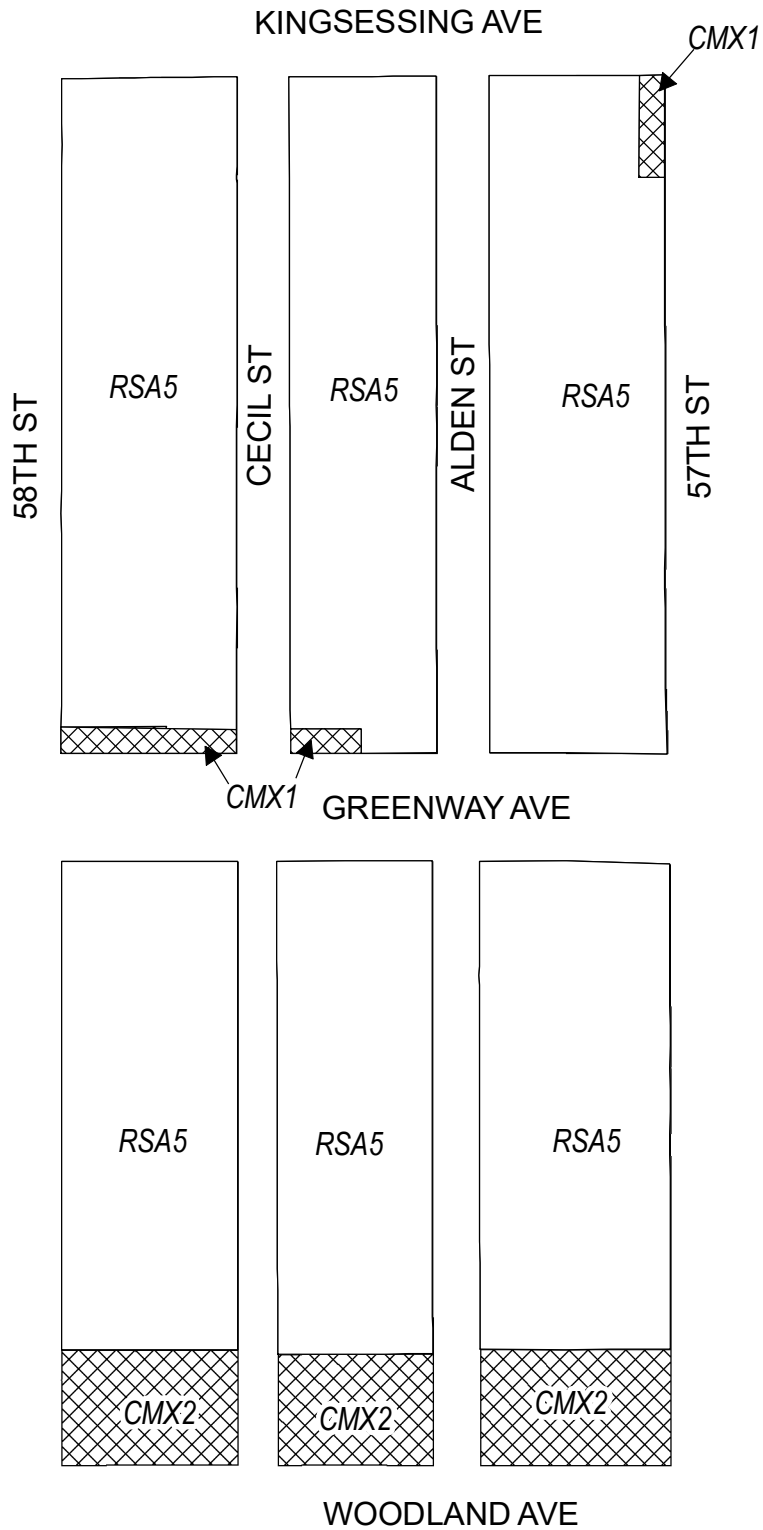 KINGSESSING AVE
CMX1
RSA5
RSA5
RSA5
58TH ST
CECIL ST
ALDEN ST
57TH ST
CMX1
GREENWAY AVE
RSA5
RSA5
RSA5
CMX2
CMX2
CMX2
WOODLAND AVE